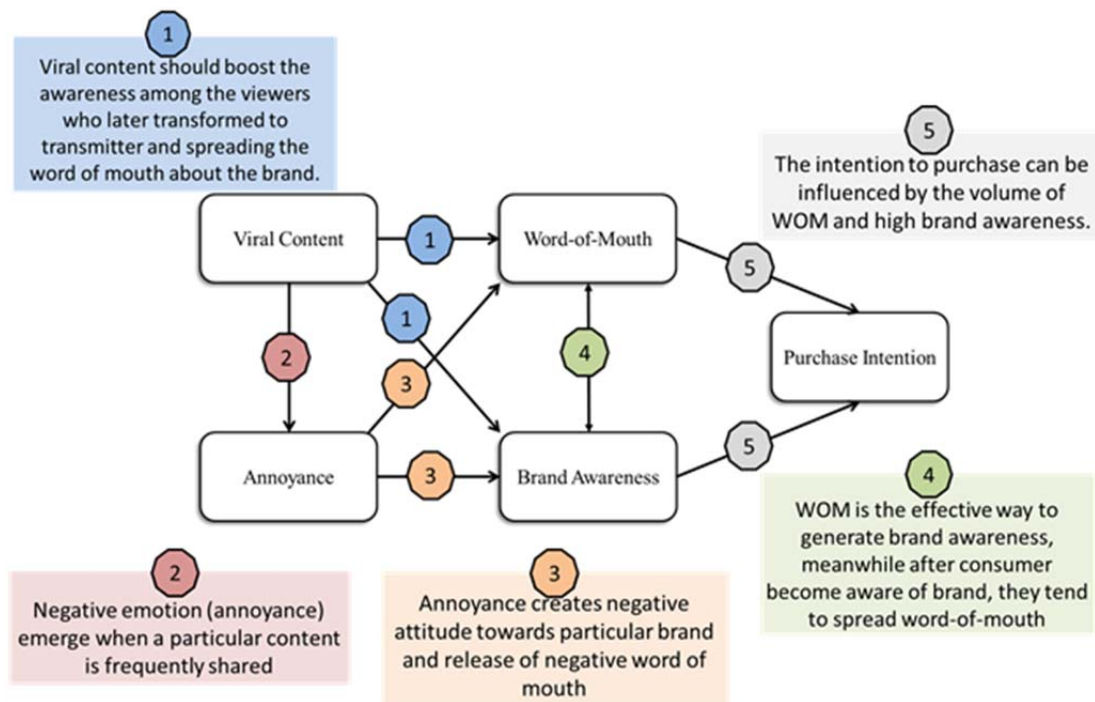 1
Viral content should boost the
awareness among the viewers
who later transformed to
transmitter and spreading the
word of mouth about the brand.
5
The intention to purchase can be
influenced by the volume of
WOM and high brand awareness.
Viral Content
1
Word-of-Mouth
5
1
2
3
4
Purchase Intention
Annoyance
3
Brand Awareness
5
4
WOM is the effective way to
generate brand awareness,
meanwhile after consumer
become aware of brand, they tend
to spread word-of-mouth
2
Negative emotion (annoyance)
emerge when a particular content
is frequently shared
3
Annoyance creates negative
attitude towards particular brand
and release of negative word of
mouth